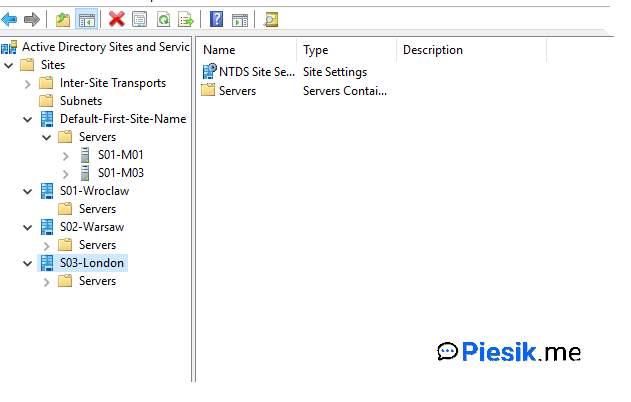 Active Directory Sites and Servic
Sites
Inter-Site Transports
Subnets
Default-First-Site-Name
Servers
S01-M01
S01-M03
S01-Wroclaw
Servers
S02-Warsaw
Servers
S03-London
Servers
Name Type Description
NTDS Site Se... Site Settings
Servers Servers Contai...
Piesik.me